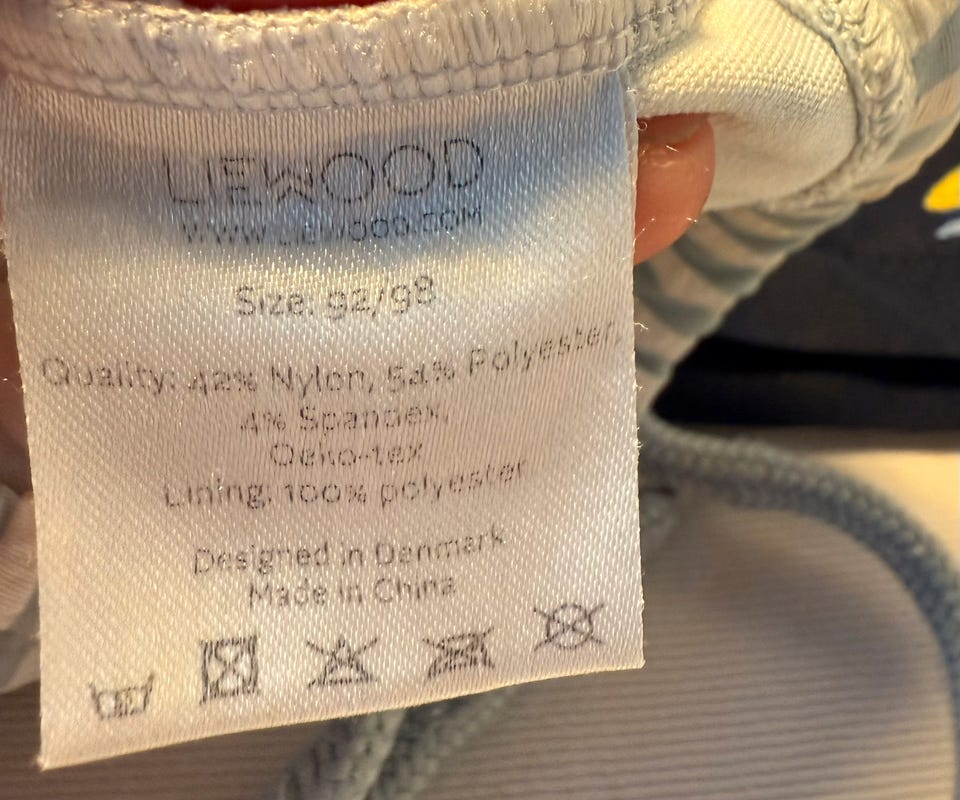 LIEWOOD
WWW.LIEWOOD.COM
Size: 92/98
Quality: 42% Nylon, 54% Polyester,
4% Spandex,
Oeko-tex
Lining: 100% polyester
Designed in Denmark
Made in China